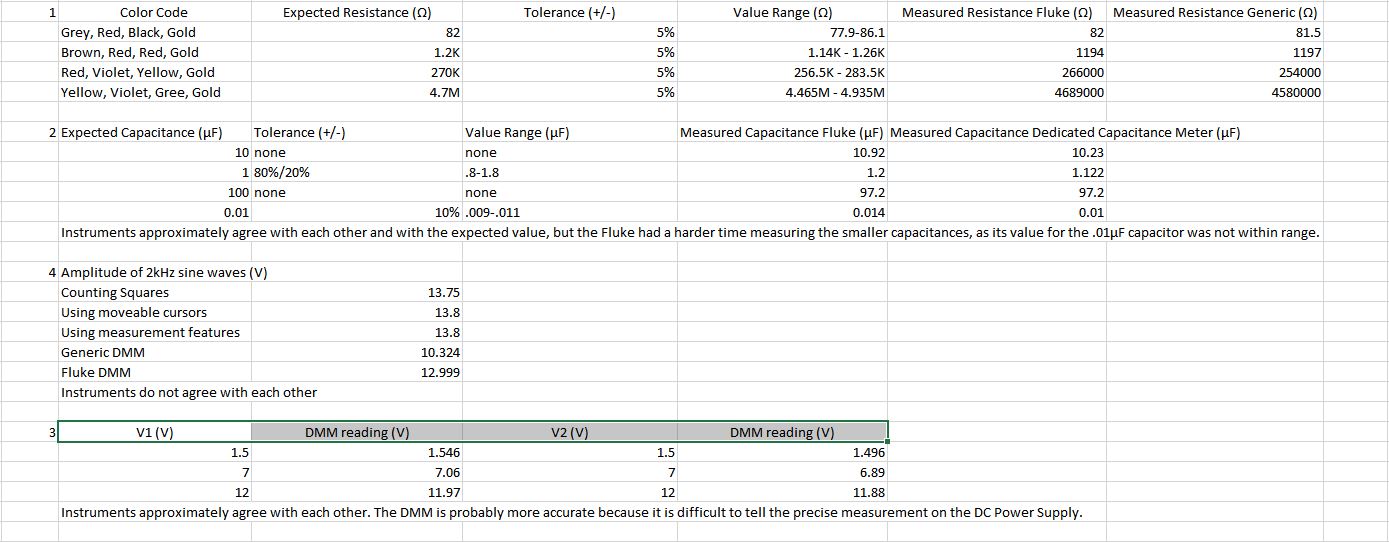 1 Color Code Expected Resistance (Ω) Tolerance (+/-) Value Range (Ω) Measured Resistance Fluke (Ω) Measured Resistance Generic (Ω)
Grey, Red, Black, Gold 82 5% 77.9-86.1 82 81.5
Brown, Red, Red, Gold 1.2K 5% 1.14K - 1.26K 1194 1197
Red, Violet, Yellow, Gold 270K 5% 256.5K - 283.5K 266000 254000
Yellow, Violet, Gree, Gold 4.7M 5% 4.465M - 4.935M 4689000 4580000
2 Expected Capacitance (µF) Tolerance (+/-) Value Range (µF) Measured Capacitance Fluke (µF) Measured Capacitance Dedicated Capacitance Meter (µF)
10 none none 10.92 10.23
1 80%/20% .8-1.8 1.2 1.122
100 none none 97.2 97.2
0.01 10% .009-.011 0.014 0.01
Instruments approximately agree with each other and with the expected value, but the Fluke had a harder time measuring the smaller capacitances, as its value for the .01µF capacitor was not within range.
4 Amplitude of 2kHz sine waves (V)
Counting Squares 13.75
Using moveable cursors 13.8
Using measurement features 13.8
Generic DMM 10.324
Fluke DMM 12.999
Instruments do not agree with each other
3 V1 (V) DMM reading (V) V2 (V) DMM reading (V)
1.5 1.546 1.5 1.496
7 7.06 7 6.89
12 11.97 12 11.88
Instruments approximately agree with each other. The DMM is probably more accurate because it is difficult to tell the precise measurement on the DC Power Supply.